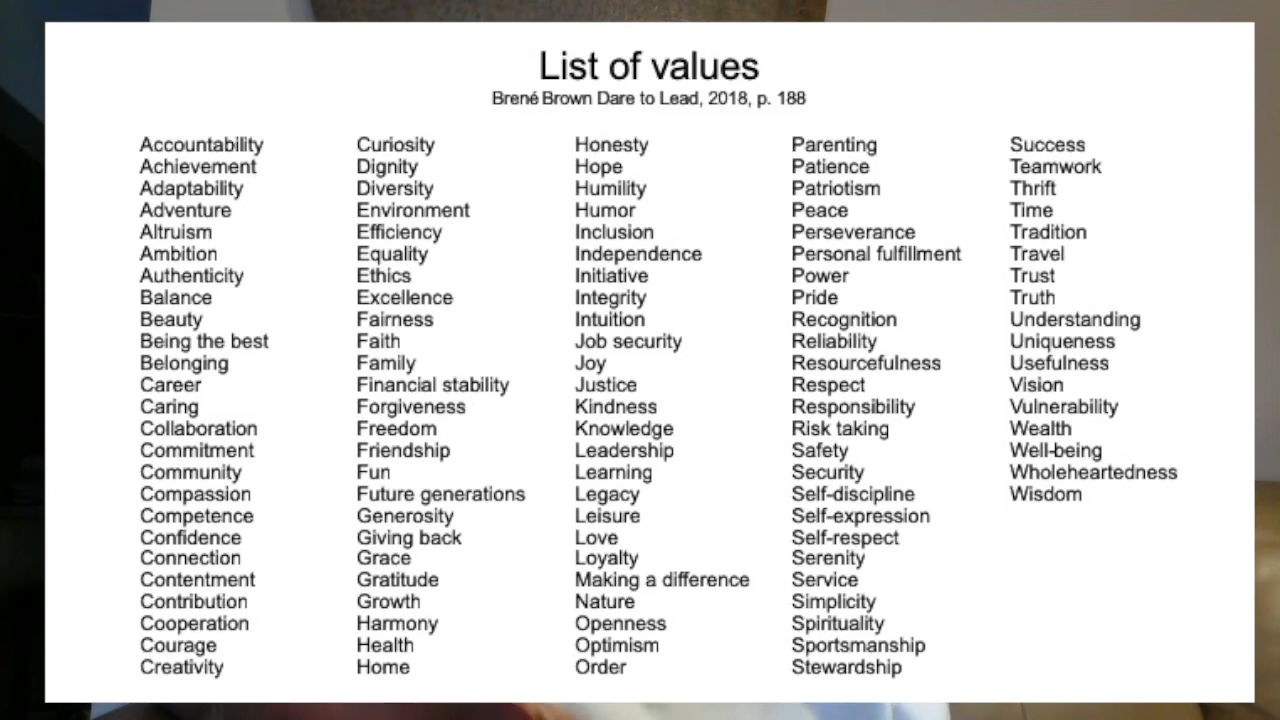 List of values
Brené Brown Dare to Lead, 2018, p. 188
Accountability
Achievement
Adaptability
Adventure
Altruism
Ambition
Authenticity
Balance
Beauty
Being the best
Belonging
Career
Caring
Collaboration
Commitment
Community
Compassion
Competence
Confidence
Connection
Contentment
Contribution
Cooperation
Courage
Creativity
Curiosity
Dignity
Diversity
Environment
Efficiency
Equality
Ethics
Excellence
Fairness
Faith
Family
Financial stability
Forgiveness
Freedom
Friendship
Fun
Future generations
Generosity
Giving back
Grace
Gratitude
Growth
Harmony
Health
Home
Honesty
Hope
Humility
Humor
Inclusion
Independence
Initiative
Integrity
Intuition
Job security
Joy
Justice
Kindness
Knowledge
Leadership
Learning
Legacy
Leisure
Love
Loyalty
Making a difference
Nature
Openness
Optimism
Order
Parenting
Patience
Patriotism
Peace
Perseverance
Personal fulfillment
Power
Pride
Recognition
Reliability
Resourcefulness
Respect
Responsibility
Risk taking
Safety
Security
Self-discipline
Self-expression
Self-respect
Serenity
Service
Simplicity
Spirituality
Sportsmanship
Stewardship
Success
Teamwork
Thrift
Time
Tradition
Travel
Trust
Truth
Understanding
Uniqueness
Usefulness
Vision
Vulnerability
Wealth
Well-being
Wholeheartedness
Wisdom